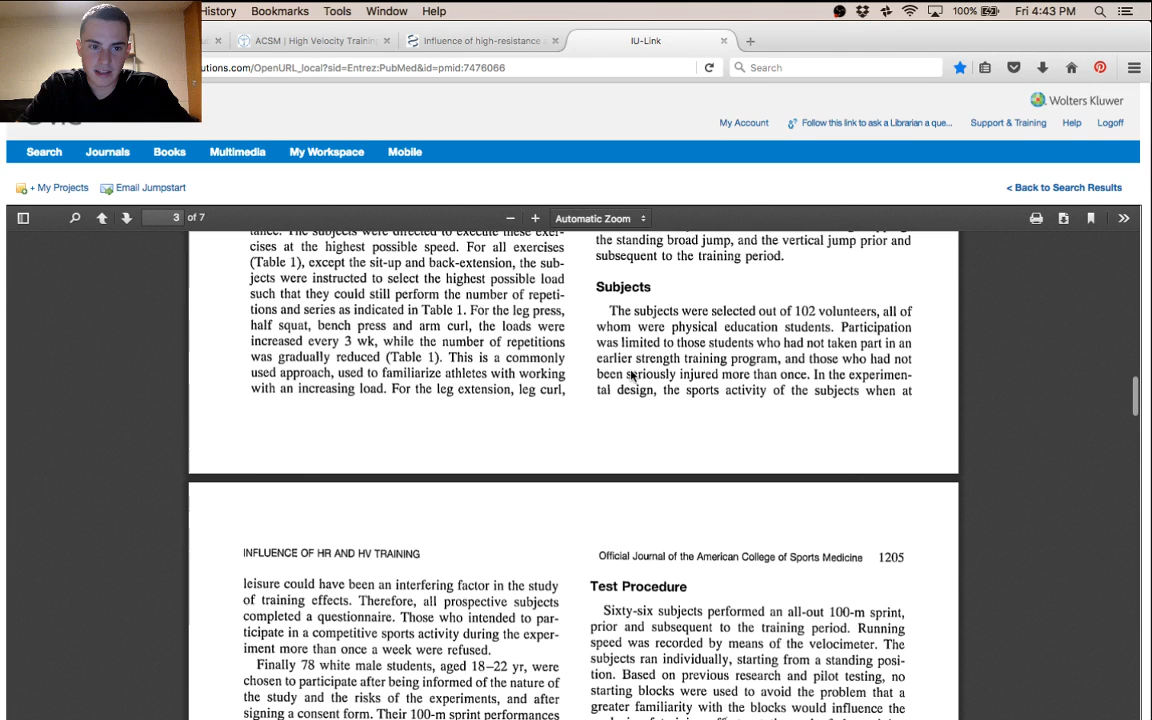 History Bookmarks Tools Window Help 100% Fri 4:43 PM
ACSM | High Velocity Training × Influence of high-resistance × IU-Link × +
utions.com/OpenURL_local?sid=Entrez:PubMed&id=pmid:7476066 Search
Wolters Kluwer
My Account Follow this link to ask a Librarian a que... Support & Training Help Logoff
Search Journals Books Multimedia My Workspace Mobile
+ My Projects Email Jumpstart < Back to Search Results
3 of 7 Automatic Zoom
tance. The subjects were directed to execute these exer-
cises at the highest possible speed. For all exercises
(Table 1), except the sit-up and back-extension, the sub-
jects were instructed to select the highest possible load
such that they could still perform the number of repeti-
tions and series as indicated in Table 1. For the leg press,
half squat, bench press and arm curl, the loads were
increased every 3 wk, while the number of repetitions
was gradually reduced (Table 1). This is a commonly
used approach, used to familiarize athletes with working
with an increasing load. For the leg extension, leg curl,
the standing broad jump, and the vertical jump prior and
subsequent to the training period.
Subjects
The subjects were selected out of 102 volunteers, all of
whom were physical education students. Participation
was limited to those students who had not taken part in an
earlier strength training program, and those who had not
been seriously injured more than once. In the experimen-
tal design, the sports activity of the subjects when at
INFLUENCE OF HR AND HV TRAINING
Official Journal of the American College of Sports Medicine 1205
leisure could have been an interfering factor in the study
of training effects. Therefore, all prospective subjects
completed a questionnaire. Those who intended to par-
ticipate in a competitive sports activity during the exper-
iment more than once a week were refused.
Finally 78 white male students, aged 18–22 yr, were
chosen to participate after being informed of the nature of
the study and the risks of the experiments, and after
signing a consent form. Their 100-m sprint performances
Test Procedure
Sixty-six subjects performed an all-out 100-m sprint,
prior and subsequent to the training period. Running
speed was recorded by means of the velocimeter. The
subjects ran individually, starting from a standing posi-
tion. Based on previous research and pilot testing, no
starting blocks were used to avoid the problem that a
greater familiarity with the blocks would influence the